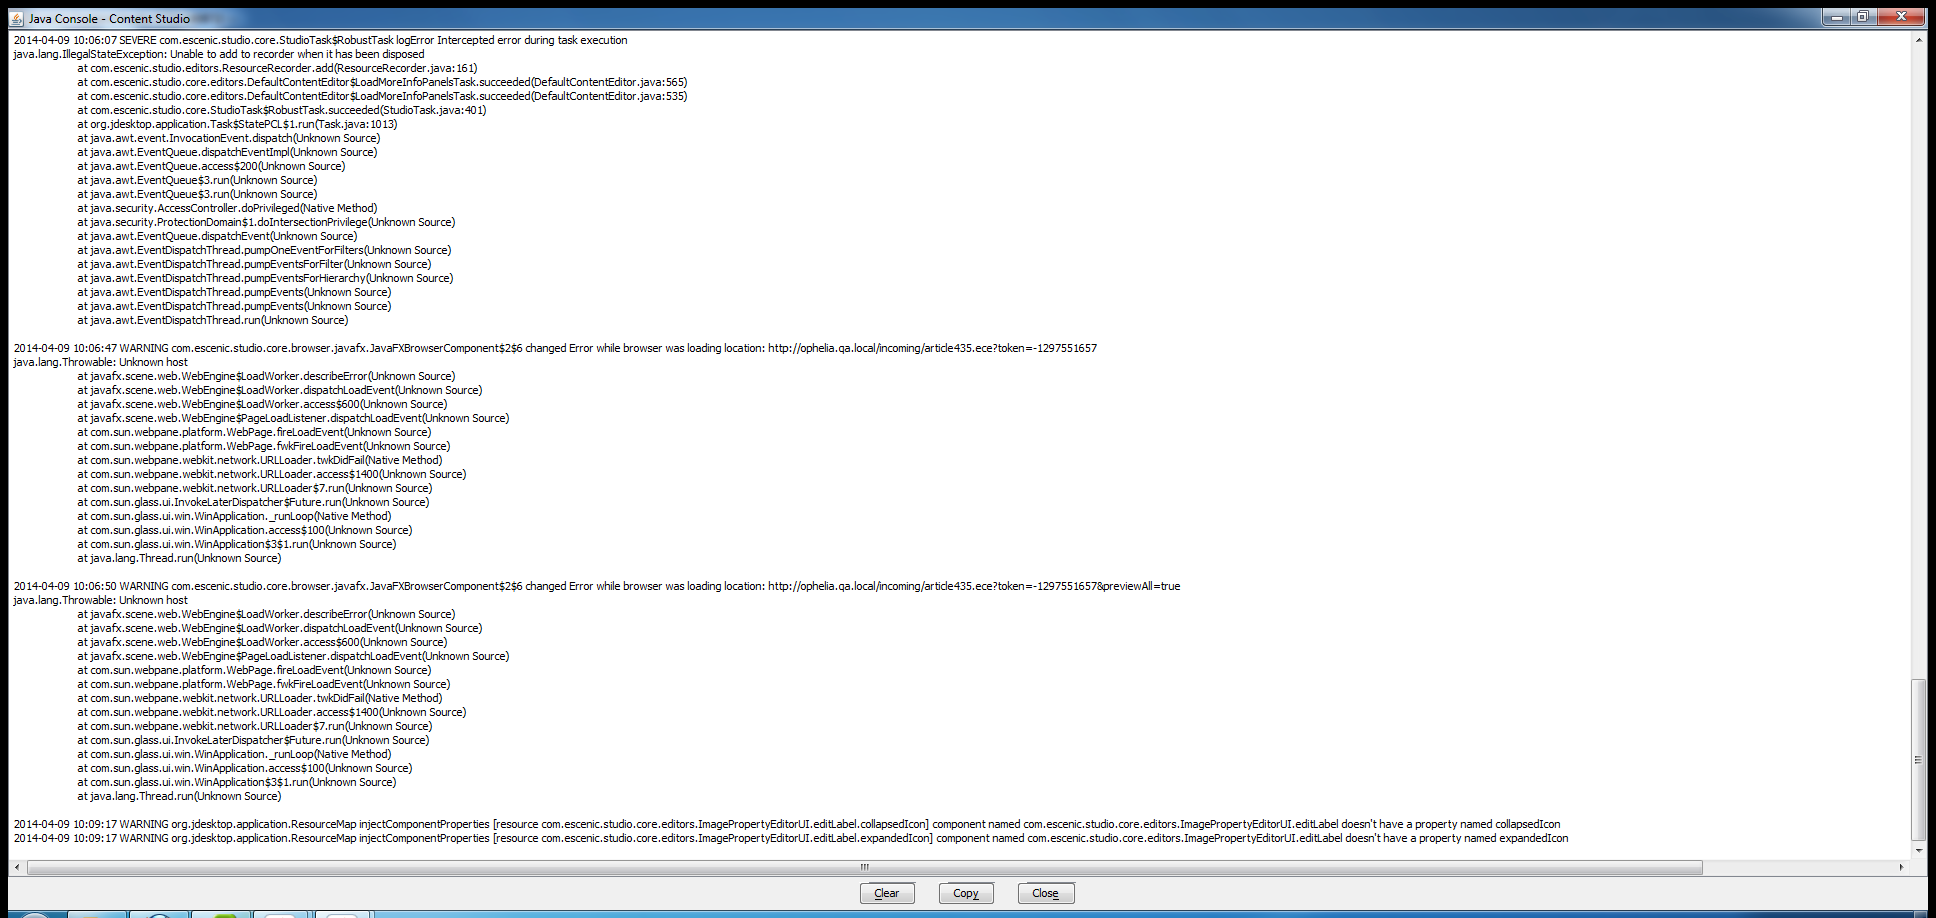 Java Console - Content Studio
2014-04-09 10:06:07 SEVERE com.escenic.studio.core.StudioTask$RobustTask logError Intercepted error during task execution
java.lang.IllegalStateException: Unable to add to recorder when it has been disposed
at com.escenic.studio.editors.ResourceRecorder.add(ResourceRecorder.java:161)
at com.escenic.studio.core.editors.DefaultContentEditor$LoadMoreInfoPanelsTask.succeeded(DefaultContentEditor.java:565)
at com.escenic.studio.core.editors.DefaultContentEditor$LoadMoreInfoPanelsTask.succeeded(DefaultContentEditor.java:535)
at com.escenic.studio.core.StudioTask$RobustTask.succeeded(StudioTask.java:401)
at org.jdesktop.application.Task$StatePCL$1.run(Task.java:1013)
at java.awt.event.InvocationEvent.dispatch(Unknown Source)
at java.awt.EventQueue.dispatchEventImpl(Unknown Source)
at java.awt.EventQueue.access$200(Unknown Source)
at java.awt.EventQueue$3.run(Unknown Source)
at java.awt.EventQueue$3.run(Unknown Source)
at java.security.AccessController.doPrivileged(Native Method)
at java.security.ProtectionDomain$1.doIntersectionPrivilege(Unknown Source)
at java.awt.EventQueue.dispatchEvent(Unknown Source)
at java.awt.EventDispatchThread.pumpOneEventForFilters(Unknown Source)
at java.awt.EventDispatchThread.pumpEventsForFilter(Unknown Source)
at java.awt.EventDispatchThread.pumpEventsForHierarchy(Unknown Source)
at java.awt.EventDispatchThread.pumpEvents(Unknown Source)
at java.awt.EventDispatchThread.pumpEvents(Unknown Source)
at java.awt.EventDispatchThread.run(Unknown Source)
2014-04-09 10:06:47 WARNING com.escenic.studio.core.browser.javafx.JavaFXBrowserComponent$2$6 changed Error while browser was loading location: http://ophelia.qa.local/incoming/article435.ece?token=-1297551657
java.lang.Throwable: Unknown host
at javafx.scene.web.WebEngine$LoadWorker.describeError(Unknown Source)
at javafx.scene.web.WebEngine$LoadWorker.dispatchLoadEvent(Unknown Source)
at javafx.scene.web.WebEngine$LoadWorker.access$600(Unknown Source)
at javafx.scene.web.WebEngine$PageLoadListener.dispatchLoadEvent(Unknown Source)
at com.sun.webpane.platform.WebPage.fireLoadEvent(Unknown Source)
at com.sun.webpane.platform.WebPage.fwkFireLoadEvent(Unknown Source)
at com.sun.webpane.webkit.network.URLLoader.twkDidFail(Native Method)
at com.sun.webpane.webkit.network.URLLoader.access$1400(Unknown Source)
at com.sun.webpane.webkit.network.URLLoader$7.run(Unknown Source)
at com.sun.glass.ui.InvokeLaterDispatcher$Future.run(Unknown Source)
at com.sun.glass.ui.win.WinApplication._runLoop(Native Method)
at com.sun.glass.ui.win.WinApplication.access$100(Unknown Source)
at com.sun.glass.ui.win.WinApplication$3$1.run(Unknown Source)
at java.lang.Thread.run(Unknown Source)
2014-04-09 10:06:50 WARNING com.escenic.studio.core.browser.javafx.JavaFXBrowserComponent$2$6 changed Error while browser was loading location: http://ophelia.qa.local/incoming/article435.ece?token=-1297551657&previewAll=true
java.lang.Throwable: Unknown host
at javafx.scene.web.WebEngine$LoadWorker.describeError(Unknown Source)
at javafx.scene.web.WebEngine$LoadWorker.dispatchLoadEvent(Unknown Source)
at javafx.scene.web.WebEngine$LoadWorker.access$600(Unknown Source)
at javafx.scene.web.WebEngine$PageLoadListener.dispatchLoadEvent(Unknown Source)
at com.sun.webpane.platform.WebPage.fireLoadEvent(Unknown Source)
at com.sun.webpane.platform.WebPage.fwkFireLoadEvent(Unknown Source)
at com.sun.webpane.webkit.network.URLLoader.twkDidFail(Native Method)
at com.sun.webpane.webkit.network.URLLoader.access$1400(Unknown Source)
at com.sun.webpane.webkit.network.URLLoader$7.run(Unknown Source)
at com.sun.glass.ui.InvokeLaterDispatcher$Future.run(Unknown Source)
at com.sun.glass.ui.win.WinApplication._runLoop(Native Method)
at com.sun.glass.ui.win.WinApplication.access$100(Unknown Source)
at com.sun.glass.ui.win.WinApplication$3$1.run(Unknown Source)
at java.lang.Thread.run(Unknown Source)
2014-04-09 10:09:17 WARNING org.jdesktop.application.ResourceMap injectComponentProperties [resource com.escenic.studio.core.editors.ImagePropertyEditorUI.editLabel.collapsedIcon] component named com.escenic.studio.core.editors.ImagePropertyEditorUI.editLabel doesn't have a property named collapsedIcon
2014-04-09 10:09:17 WARNING org.jdesktop.application.ResourceMap injectComponentProperties [resource com.escenic.studio.core.editors.ImagePropertyEditorUI.editLabel.expandedIcon] component named com.escenic.studio.core.editors.ImagePropertyEditorUI.editLabel doesn't have a property named expandedIcon
Clear Copy Close